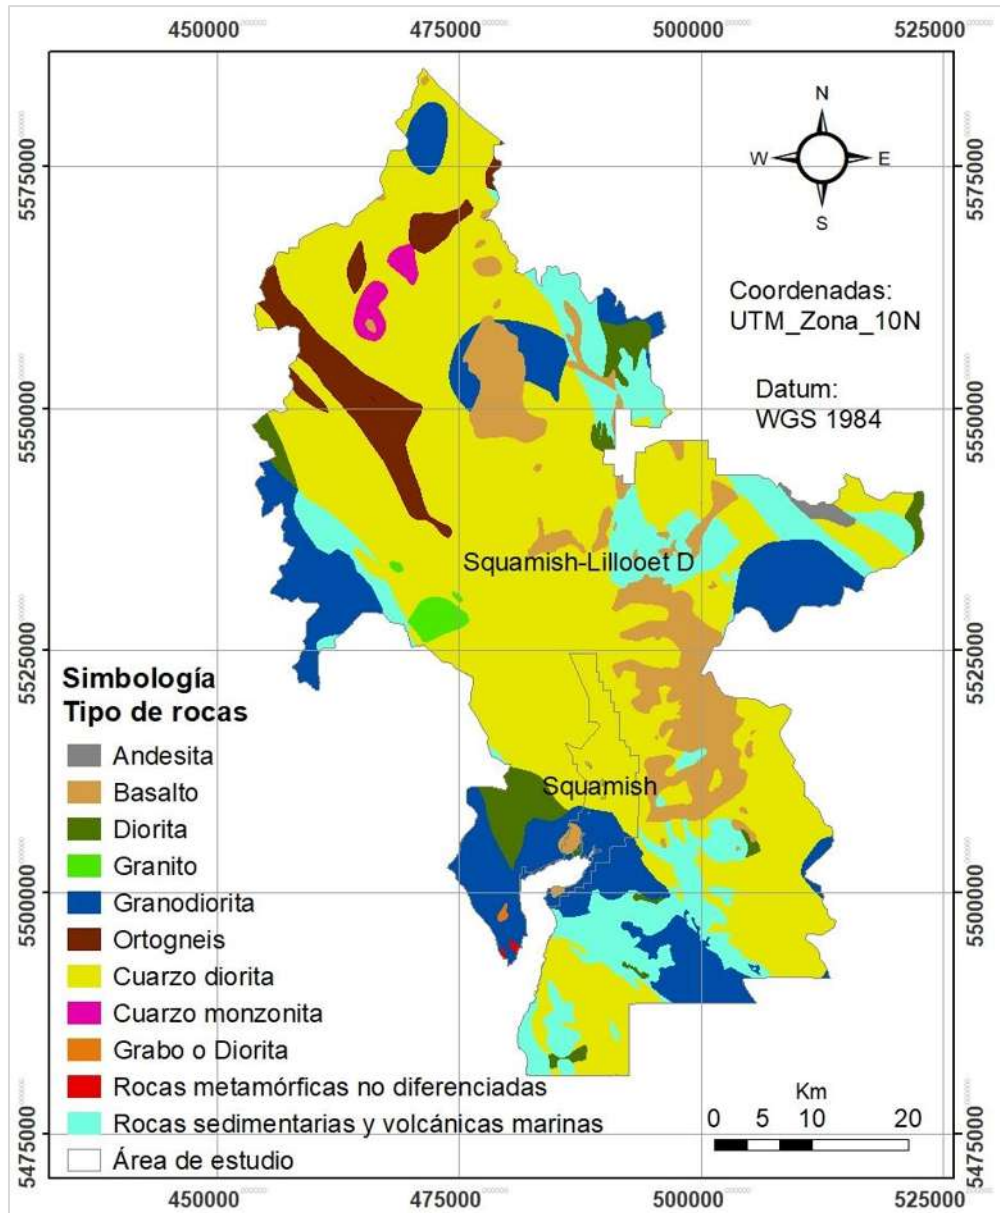 450000 475000 500000 525000
5575000 5575000
5550000 5550000
5525000 5525000
5500000 5500000
5475000 5475000
N
W E
S
Coordenadas:
UTM_Zona_10N
Datum:
WGS 1984
Squamish-Lillooet D
Squamish
Simbología
Tipo de rocas
Andesita
Basalto
Diorita
Granito
Granodiorita
Ortogneis
Cuarzo diorita
Cuarzo monzonita
Grabo o Diorita
Rocas metamórficas no diferenciadas
Rocas sedimentarias y volcánicas marinas
Área de estudio
Km
0 5 10 20
450000 475000 500000 525000